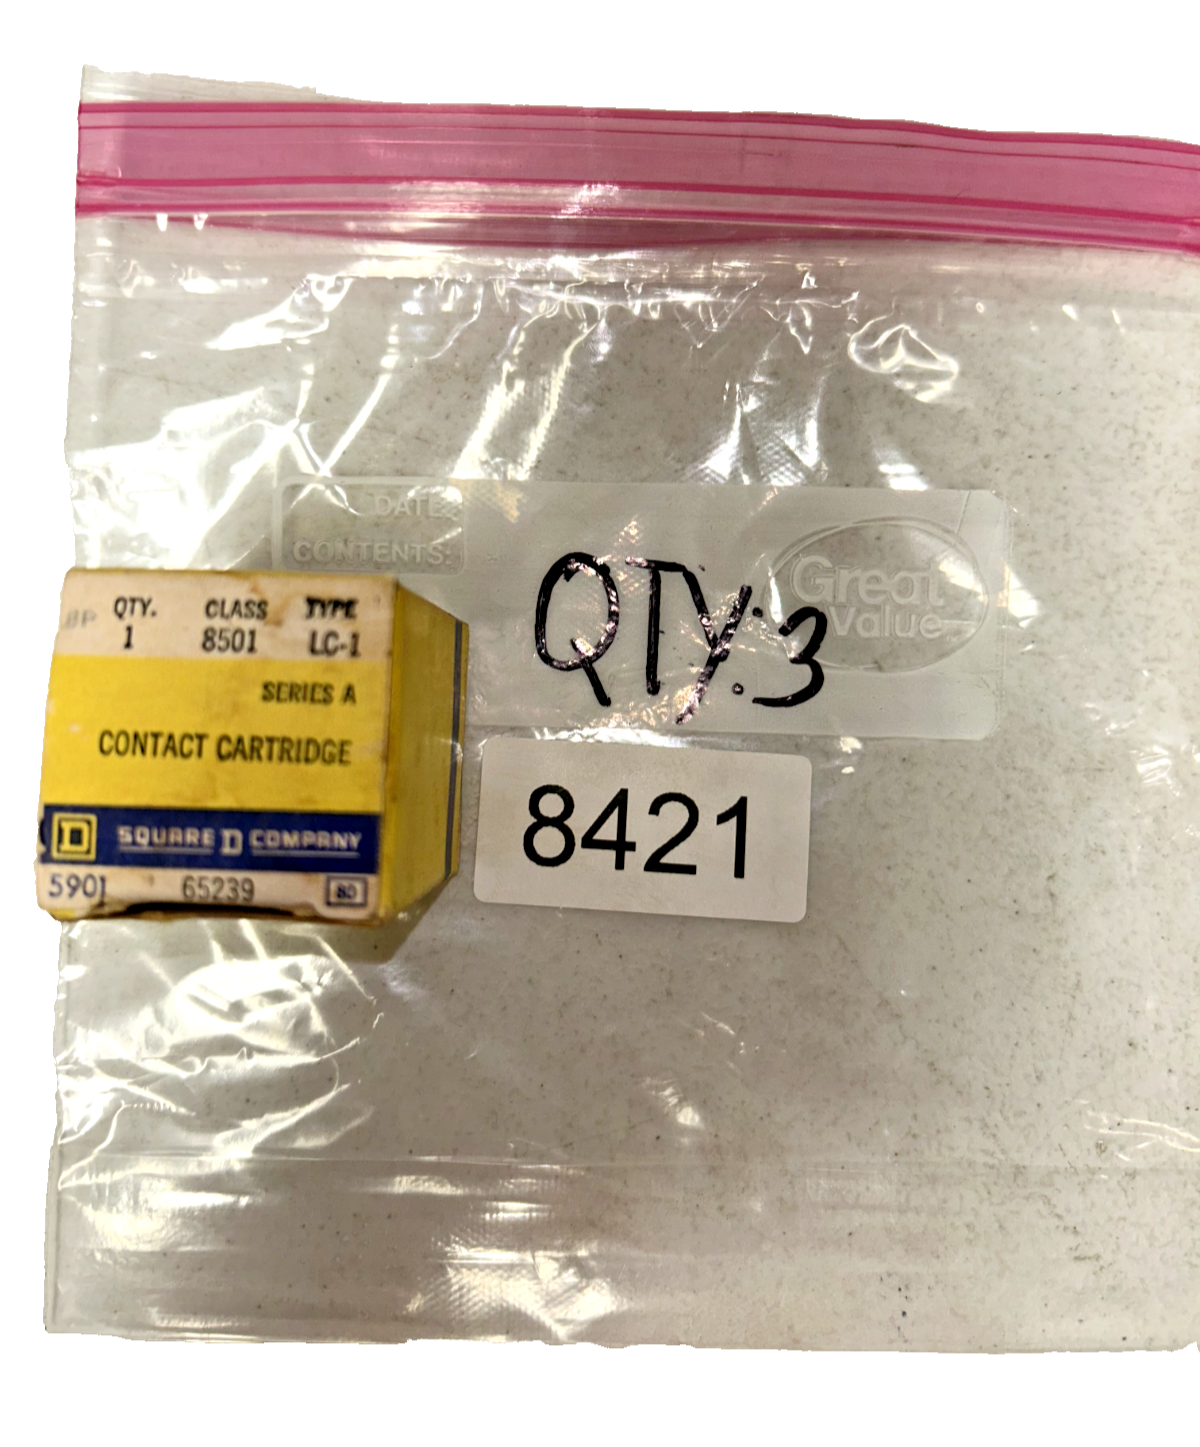 DATE:
CONTENTS:
Great
Value
QTY:3
QTY. CLASS TYPE
1 8501 LC-1
SERIES A
CONTACT CARTRIDGE
D SQUARE D COMPANY
5901 65239
8421